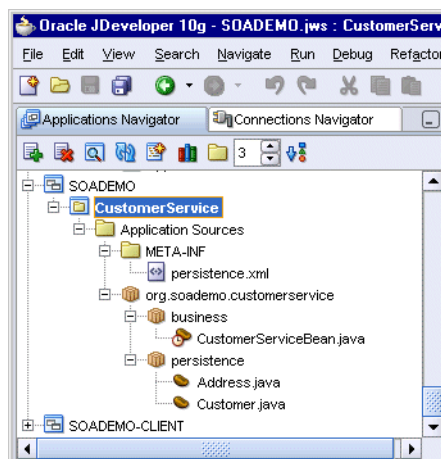 Oracle JDeveloper 10g - SOADEMO.jws : CustomerServ
File Edit View Search Navigate Run Debug Refactor
Applications Navigator Connections Navigator
3
SOADEMO
CustomerService
Application Sources
META-INF
persistence.xml
org.soademo.customerservice
business
CustomerServiceBean.java
persistence
Address.java
Customer.java
SOADEMO-CLIENT